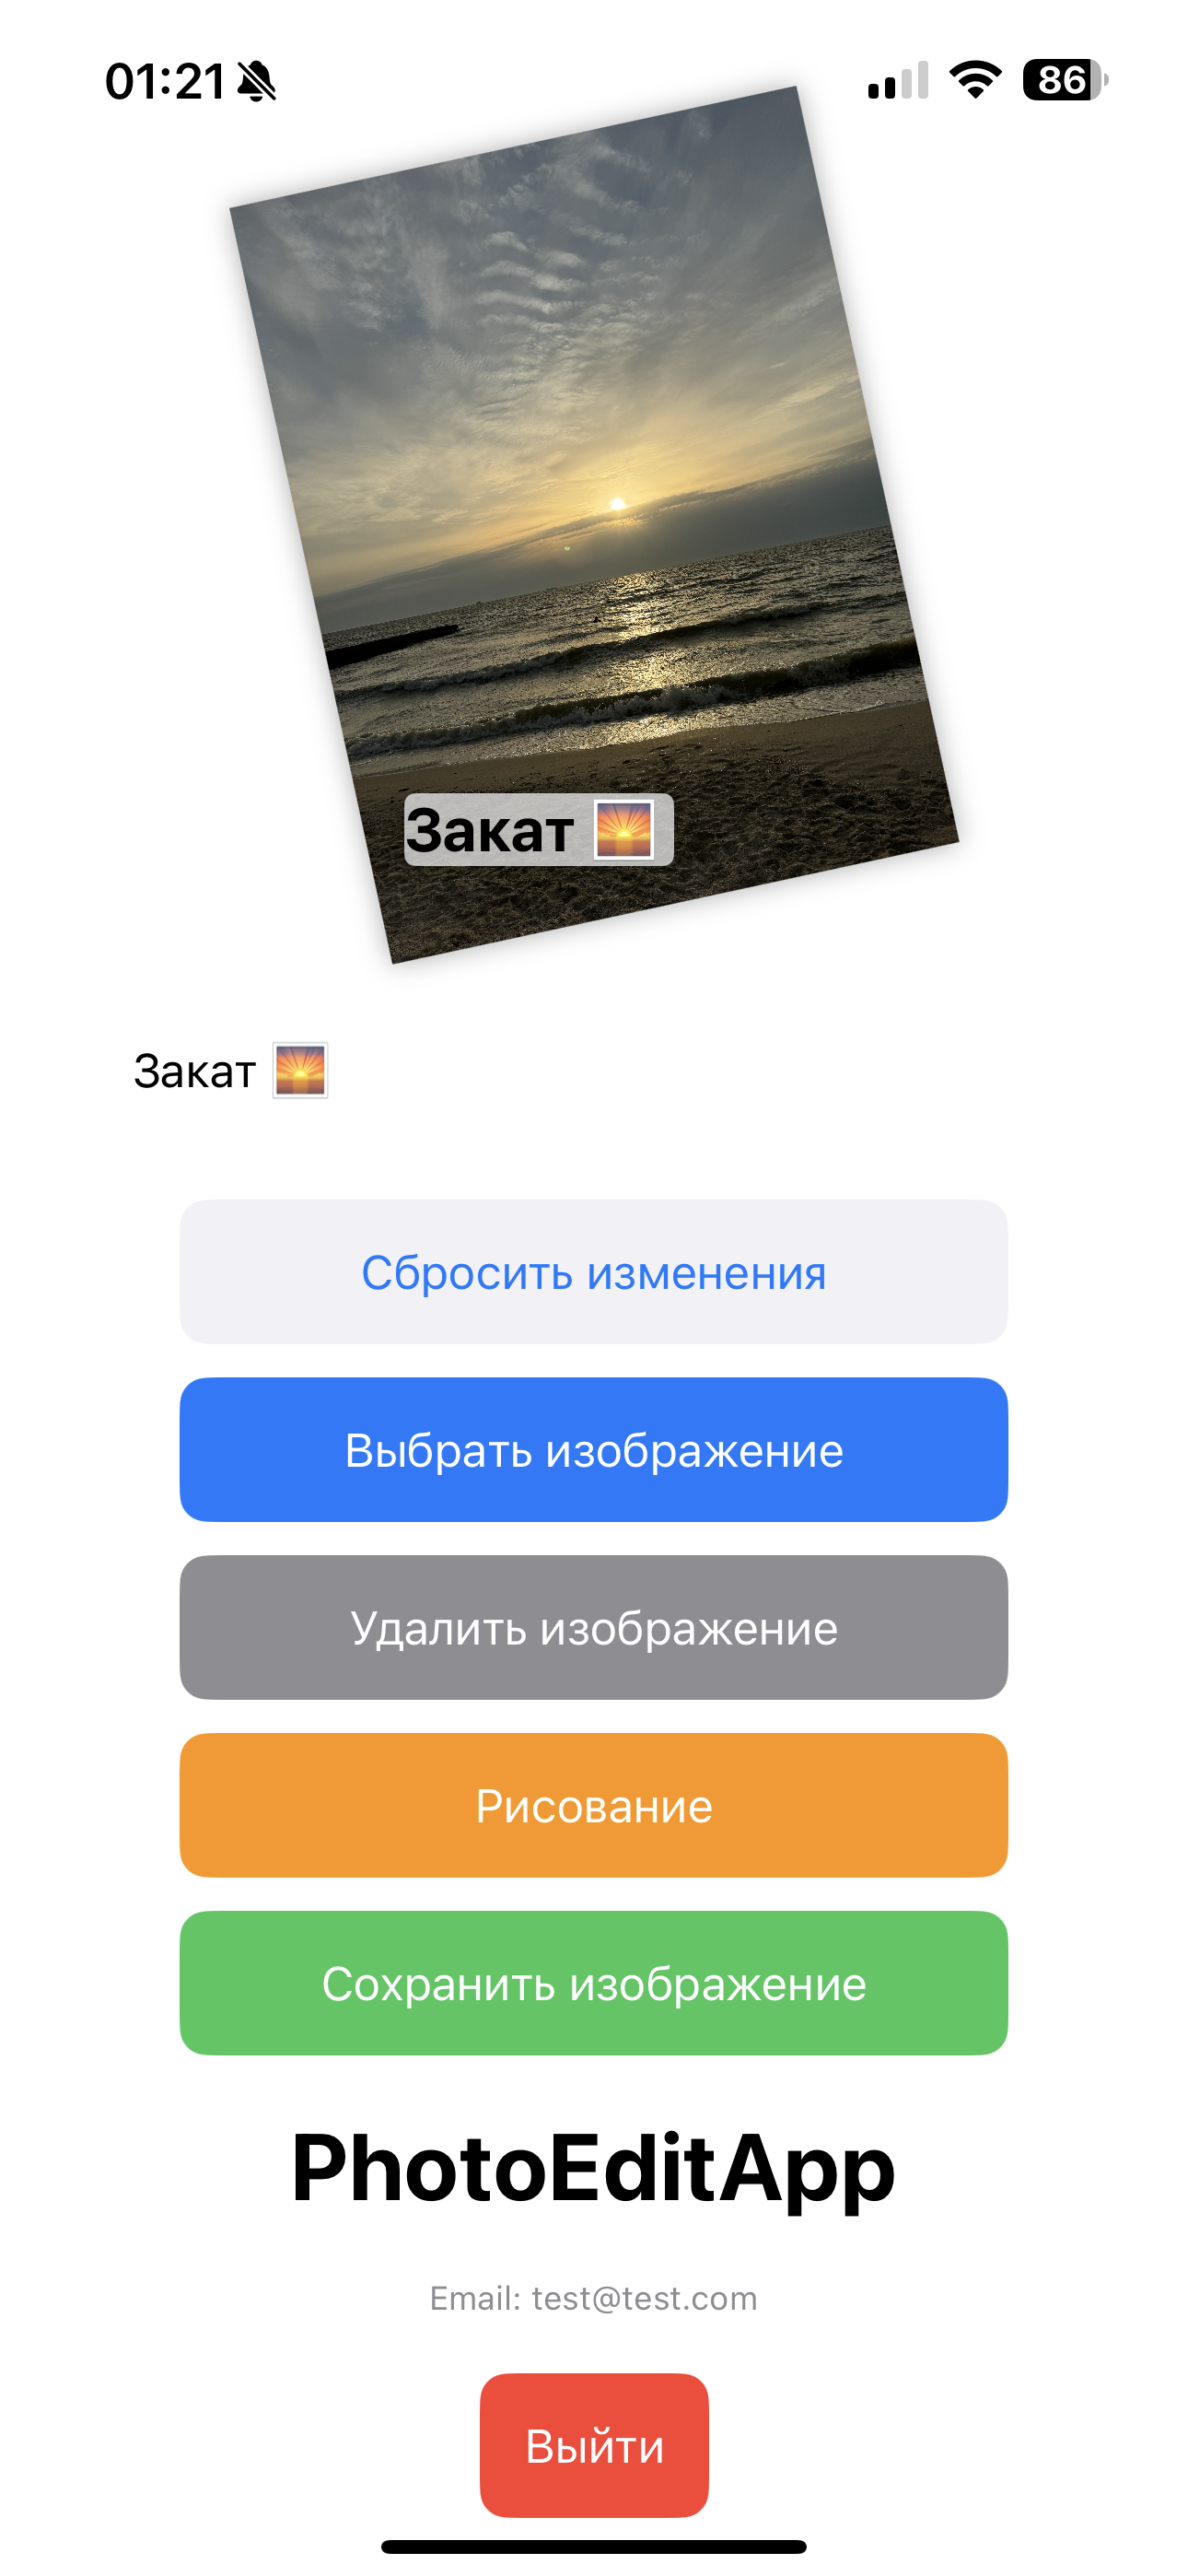 01:21
86
Закат 🌅
Закат 🌅
Сбросить изменения
Выбрать изображение
Удалить изображение
Рисование
Сохранить изображение
PhotoEditApp
Email: test@test.com
Выйти